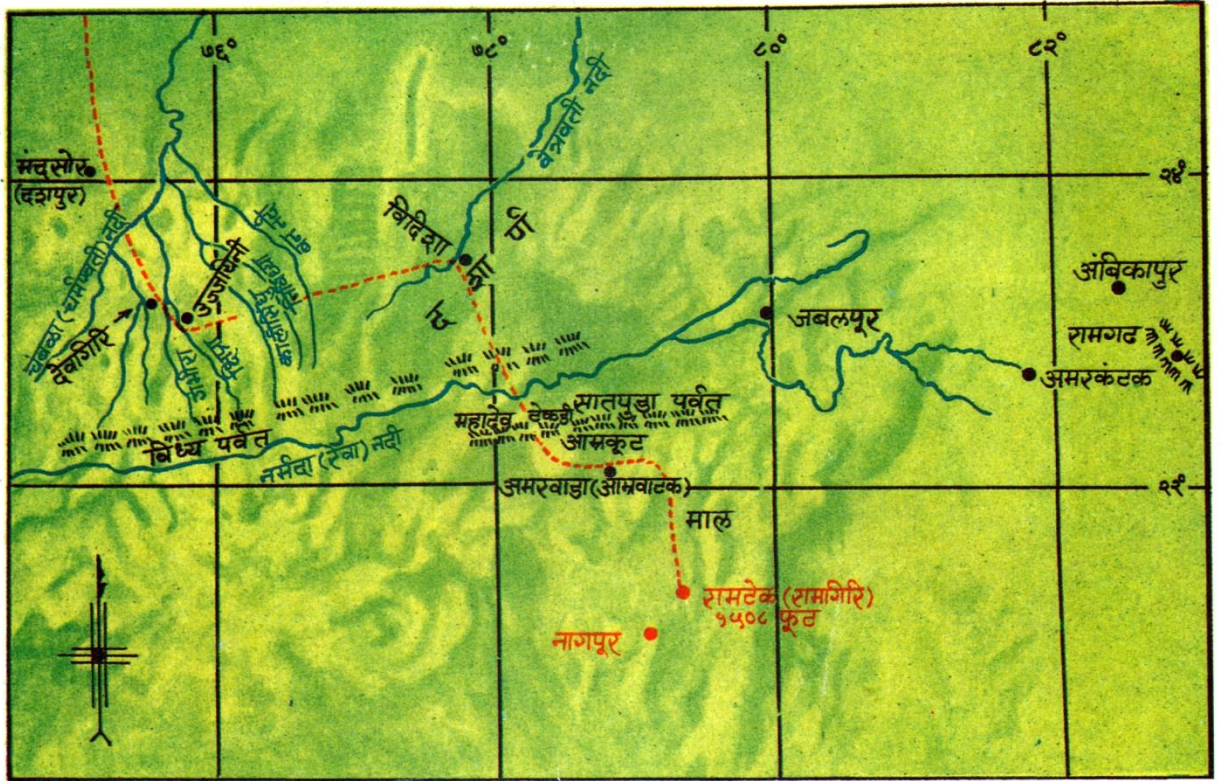 ७६°
७८°
८०°
८२°
वेत्रवती नदी
मंदसोर
(दशपुर)
२४°
विदिशा
दशार्ण
चंबळा (चर्मण्वती) नदी
उज्जयिनी
देवगिरि
अंबिकापुर
जबलपूर
रामगढ
अमरकंटक
क्षिप्रा
महादेव टेकडी
सातपुडा पर्वत
विंध्य पर्वत
आम्रकूट
नर्मदा (रेवा) नदी
अमरवाडा (आम्रवाटक)
२२°
माल
रामटेक (रामगिरि)
१५०८ फूट
नागपूर